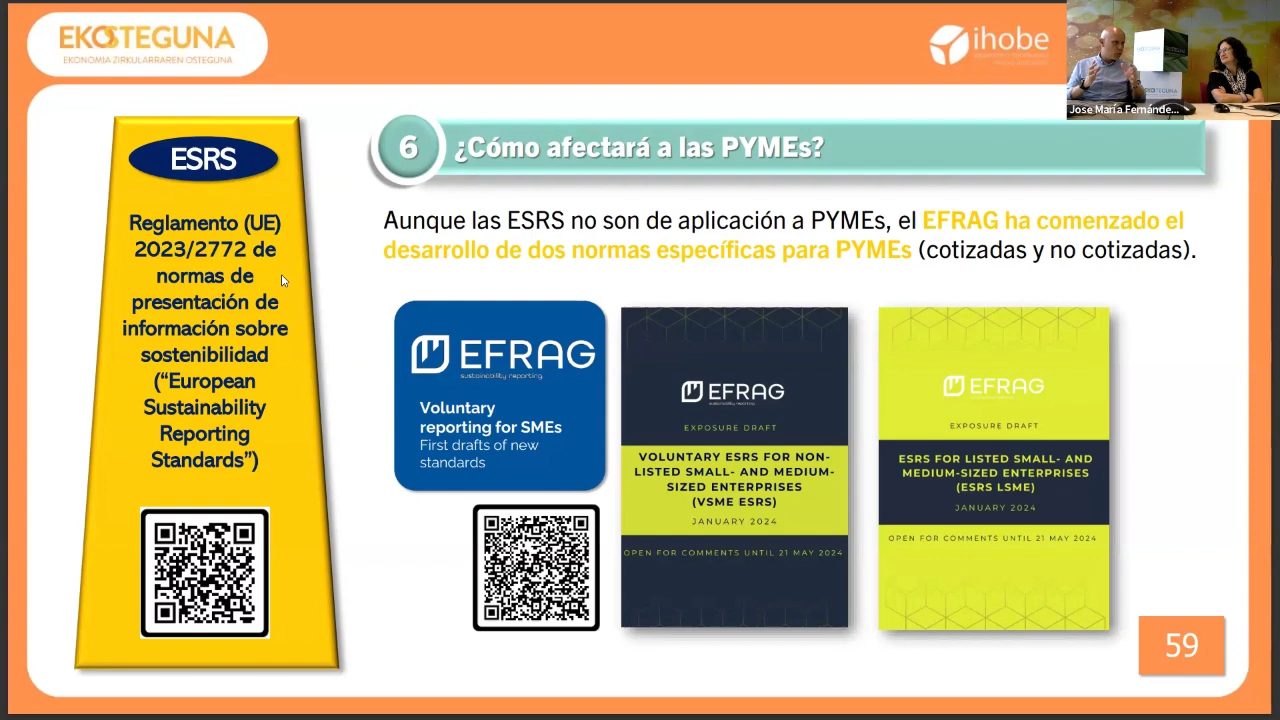 EKOSTEGUNA
EKONOMIA ZIRKULARRAREN OSTEGUNA
ihobe
Jose María Fernánde...
ESRS
Reglamento (UE)
2023/2772 de
normas de
presentación de
información sobre
sostenibilidad
(“European
Sustainability
Reporting
Standards”)
6
¿Cómo afectará a las PYMEs?
Aunque las ESRS no son de aplicación a PYMEs, el EFRAG ha comenzado el
desarrollo de dos normas específicas para PYMEs (cotizadas y no cotizadas).
EFRAG
sustainability reporting
Voluntary
reporting for SMEs
First drafts of new
standards
EFRAG
EXPOSURE DRAFT
VOLUNTARY ESRS FOR NON-
LISTED SMALL- AND MEDIUM-
SIZED ENTERPRISES
(VSME ESRS)
JANUARY 2024
OPEN FOR COMMENTS UNTIL 21 MAY 2024
EFRAG
EXPOSURE DRAFT
ESRS FOR LISTED SMALL- AND
MEDIUM-SIZED ENTERPRISES
(ESRS LSME)
JANUARY 2024
OPEN FOR COMMENTS UNTIL 21 MAY 2024
59